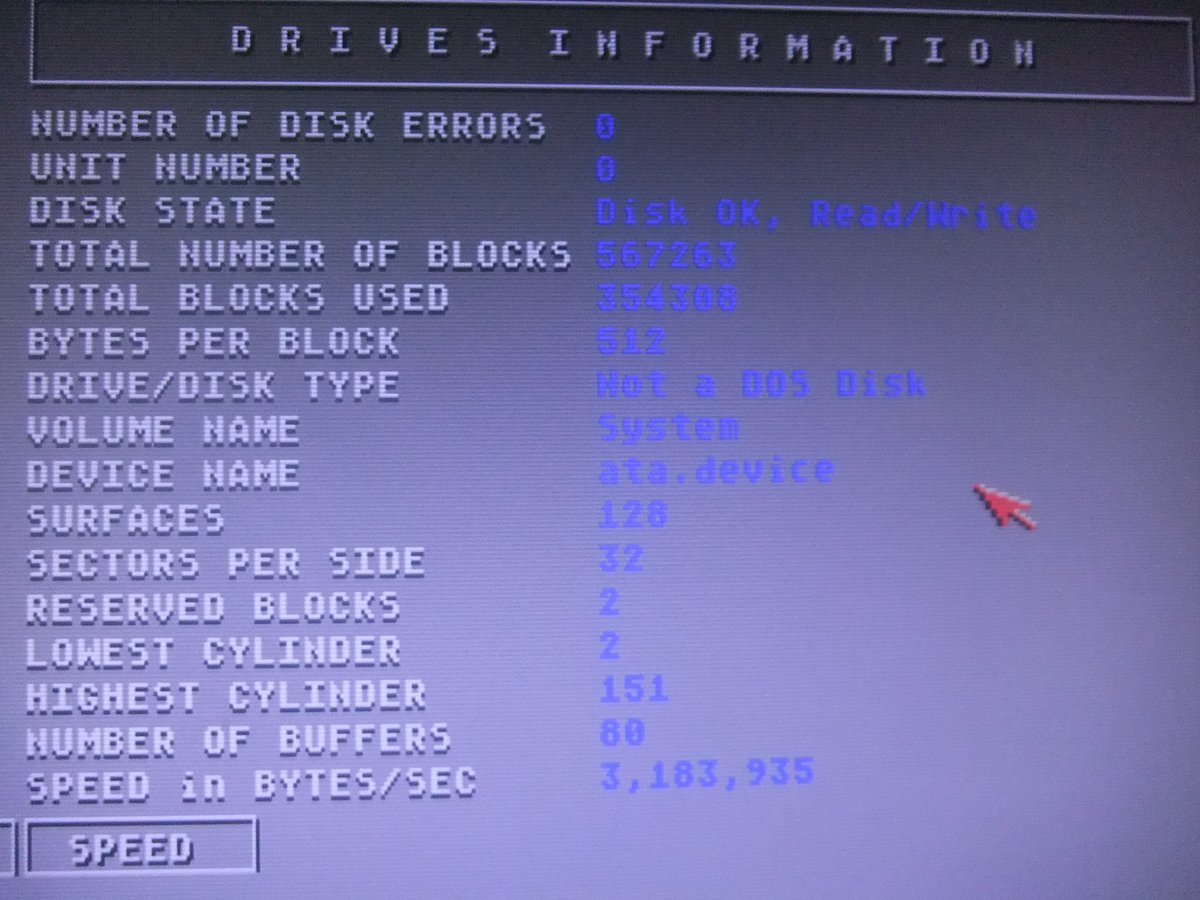 DRIVES INFORMATION
NUMBER OF DISK ERRORS 0
UNIT NUMBER 0
DISK STATE Disk OK, Read/Write
TOTAL NUMBER OF BLOCKS 567263
TOTAL BLOCKS USED 354308
BYTES PER BLOCK 512
DRIVE/DISK TYPE Not a DOS Disk
VOLUME NAME System
DEVICE NAME ata.device
SURFACES 128
SECTORS PER SIDE 32
RESERVED BLOCKS 2
LOWEST CYLINDER 2
HIGHEST CYLINDER 151
NUMBER OF BUFFERS 80
SPEED in BYTES/SEC 3,183,935
SPEED